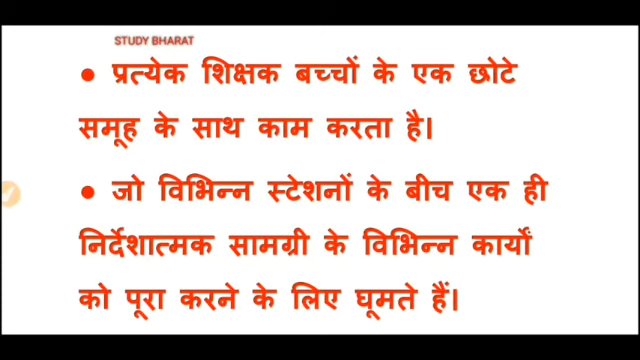 STUDY BHARAT
● प्रत्येक शिक्षक बच्चों के एक छोटे
समूह के साथ काम करता है।
● जो विभिन्न स्टेशनों के बीच एक ही
निर्देशात्मक सामग्री के विभिन्न कार्यों
को पूरा करने के लिए घूमते हैं।